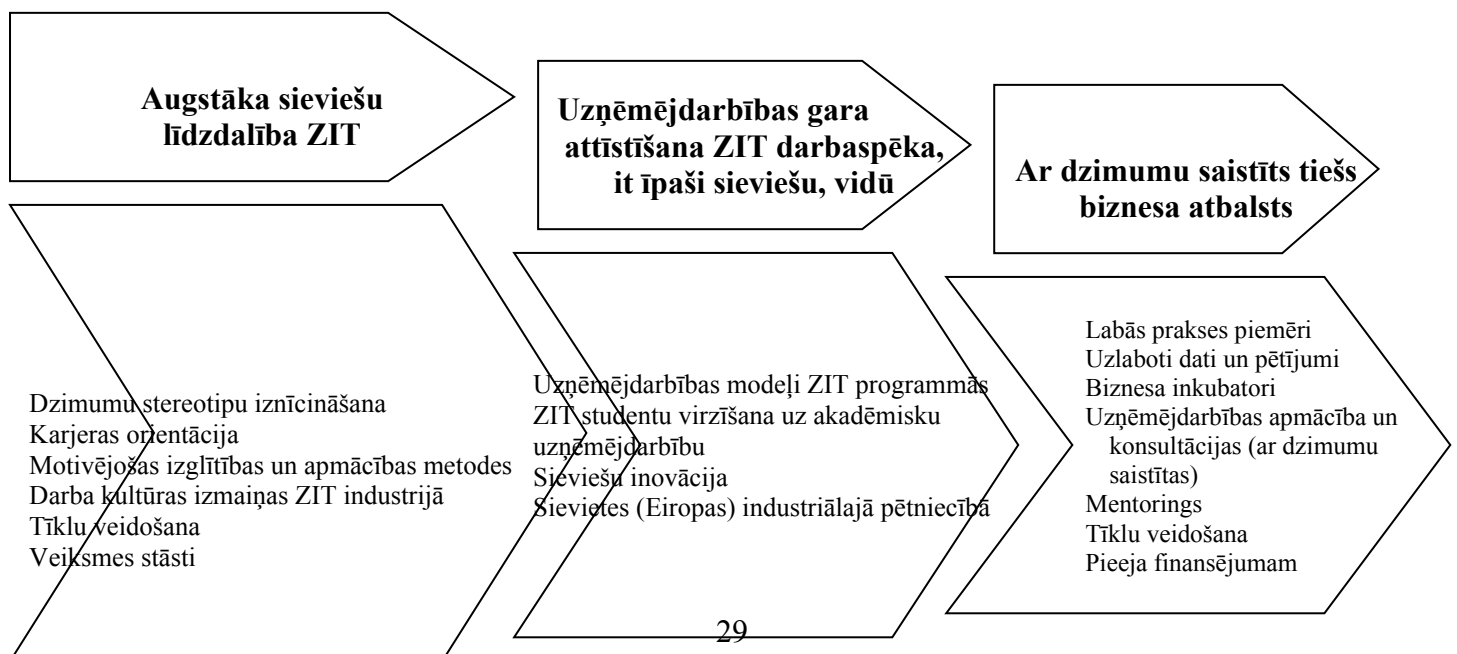 Augstāka sieviešu
līdzdalība ZIT
Uzņēmējdarbības gara
attīstīšana ZIT darbaspēka,
it īpaši sieviešu, vidū
Ar dzimumu saistīts tiešs
biznesa atbalsts
Dzimumu stereotipu iznīcināšana
Karjeras orientācija
Motivējošas izglītības un apmācības metodes
Darba kultūras izmaiņas ZIT industrijā
Tīklu veidošana
Veiksmes stāsti
Uzņēmējdarbības modeļi ZIT programmās
ZIT studentu virzīšana uz akadēmisku
uzņēmējdarbību
Sieviešu inovācija
Sievietes (Eiropas) industriālajā pētniecībā
Labās prakses piemēri
Uzlaboti dati un pētījumi
Biznesa inkubatori
Uzņēmējdarbības apmācība un
konsultācijas (ar dzimumu
saistītas)
Mentorings
Tīklu veidošana
Pieeja finansējumam
29